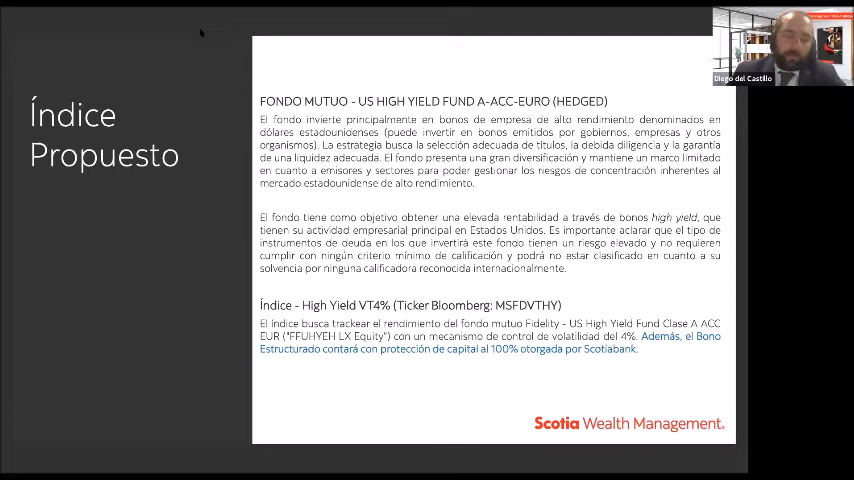 Índice
Propuesto
FONDO MUTUO - US HIGH YIELD FUND A-ACC-EURO (HEDGED)
El fondo invierte principalmente en bonos de empresa de alto rendimiento denominados en
dólares estadounidenses (puede invertir en bonos emitidos por gobiernos, empresas y otros
organismos). La estrategia busca la selección adecuada de títulos, la debida diligencia y la garantía
de una liquidez adecuada. El fondo presenta una gran diversificación y mantiene un marco limitado
en cuanto a emisores y sectores para poder gestionar los riesgos de concentración inherentes al
mercado estadounidense de alto rendimiento.
El fondo tiene como objetivo obtener una elevada rentabilidad a través de bonos high yield, que
tienen su actividad empresarial principal en Estados Unidos. Es importante aclarar que el tipo de
instrumentos de deuda en los que invertirá este fondo tienen un riesgo elevado y no requieren
cumplir con ningún criterio mínimo de calificación y podrá no estar clasificado en cuanto a su
solvencia por ninguna calificadora reconocida internacionalmente.
Índice - High Yield VT4% (Ticker Bloomberg: MSFDVTHY)
El índice busca trackear el rendimiento del fondo mutuo Fidelity - US High Yield Fund Clase A ACC
EUR ("FFUHYEH LX Equity") con un mecanismo de control de volatilidad del 4%. Además, el Bono
Estructurado contará con protección de capital al 100% otorgada por Scotiabank.
Scotia Wealth Management.
Diego del Castillo